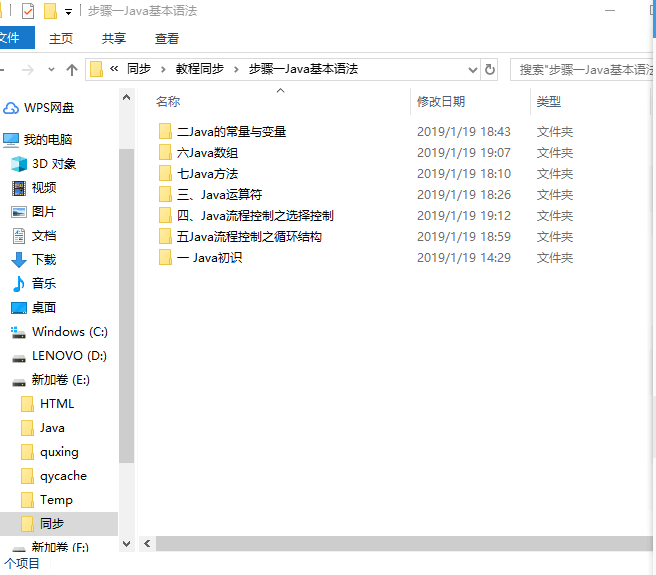 步骤一Java基本语法
文件 主页 共享 查看
« 同步 › 教程同步 › 步骤一Java基本语法 搜索"步骤一Java基本语法
名称 修改日期 类型
二Java的常量与变量 2019/1/19 18:43 文件夹
六Java数组 2019/1/19 19:07 文件夹
七Java方法 2019/1/19 18:10 文件夹
三、Java运算符 2019/1/19 18:26 文件夹
四、Java流程控制之选择控制 2019/1/19 19:12 文件夹
五Java流程控制之循环结构 2019/1/19 18:59 文件夹
一 Java初识 2019/1/19 14:29 文件夹
WPS网盘
我的电脑
3D 对象
视频
图片
文档
下载
音乐
桌面
Windows (C:)
LENOVO (D:)
新加卷 (E:)
HTML
Java
quxing
qycache
Temp
同步
新加卷 (F:)
个项目